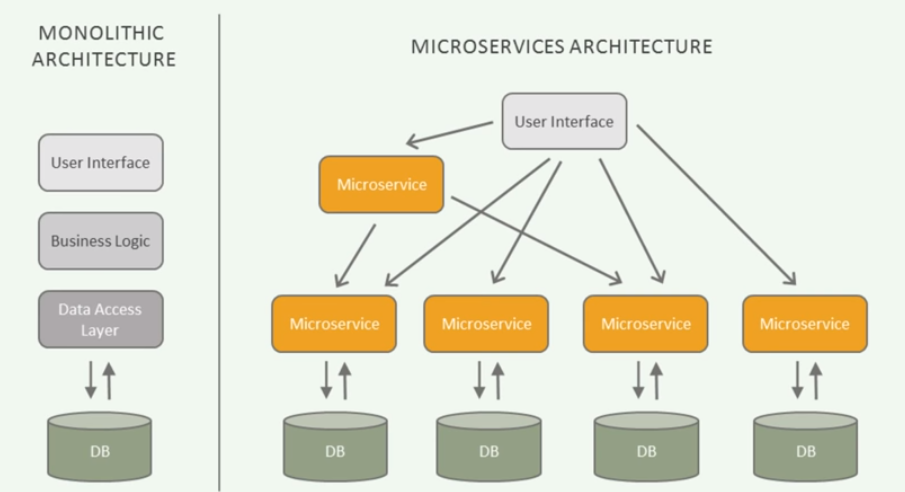 MONOLITHIC
ARCHITECTURE
User Interface
Business Logic
Data Access
Layer
DB
MICROSERVICES ARCHITECTURE
User Interface
Microservice
Microservice
Microservice
Microservice
Microservice
DB
DB
DB
DB